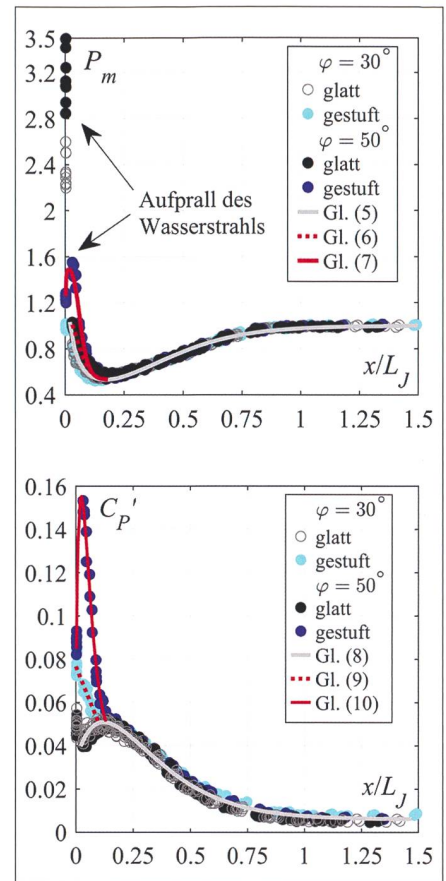 3.5
3.2
2.8
2.4
2.0
1.6
1.2
0.8
0.4
P_m
φ = 30°
glatt
gestuft
φ = 50°
glatt
gestuft
Gl. (5)
Gl. (6)
Gl. (7)
Aufprall des
Wasserstrahls
x/L_J
0 0.25 0.5 0.75 1.0 1.25 1.5
0.16
0.14
0.12
0.10
0.08
0.06
0.04
0.02
0
C_P'
φ = 30°
glatt
gestuft
φ = 50°
glatt
gestuft
Gl. (8)
Gl. (9)
Gl. (10)
x/L_J
0 0.25 0.5 0.75 1.0 1.25 1.5